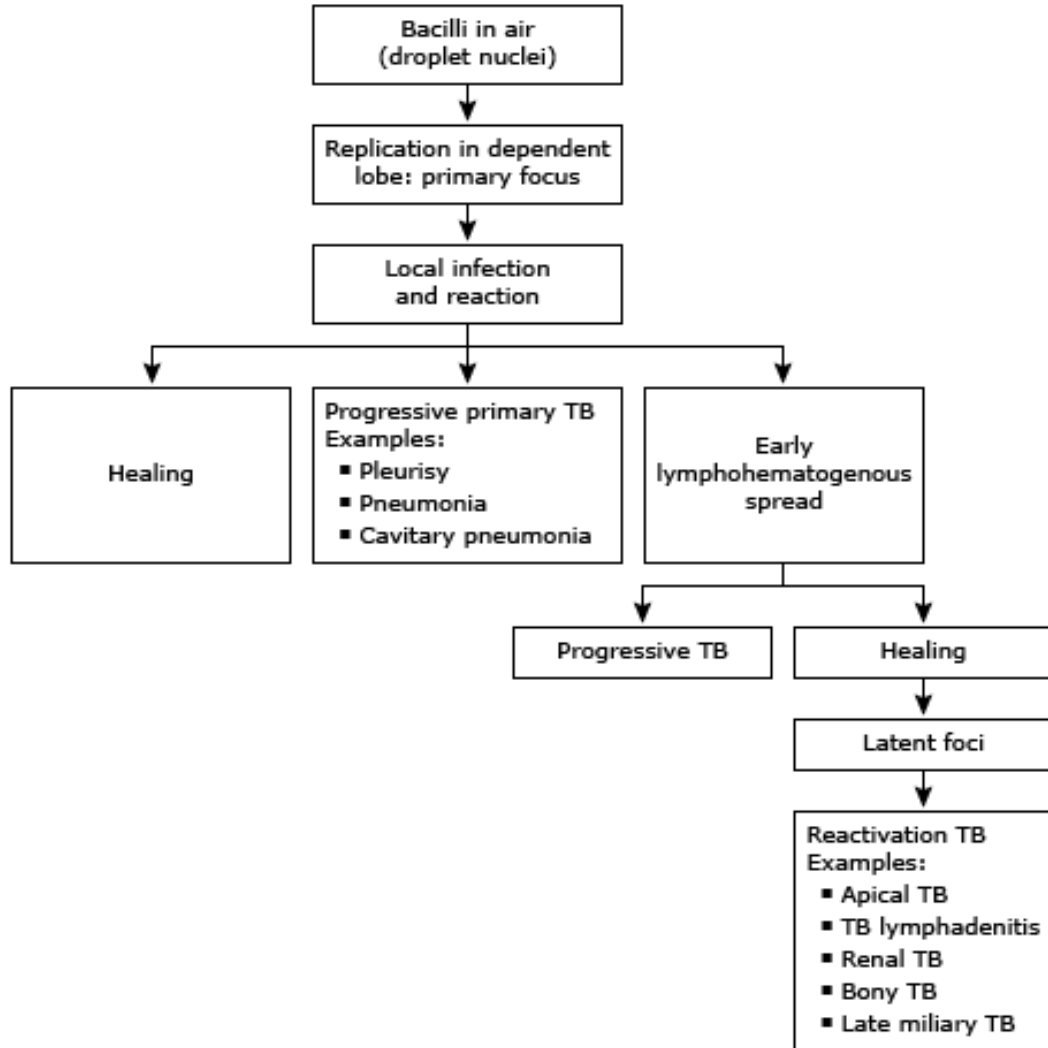 Bacilli in air
(droplet nuclei)
Replication in dependent
lobe: primary focus
Local infection
and reaction
Healing
Progressive primary TB
Examples:
▪ Pleurisy
▪ Pneumonia
▪ Cavitary pneumonia
Early
lymphohematogenous
spread
Progressive TB
Healing
Latent foci
Reactivation TB
Examples:
▪ Apical TB
▪ TB lymphadenitis
▪ Renal TB
▪ Bony TB
▪ Late miliary TB